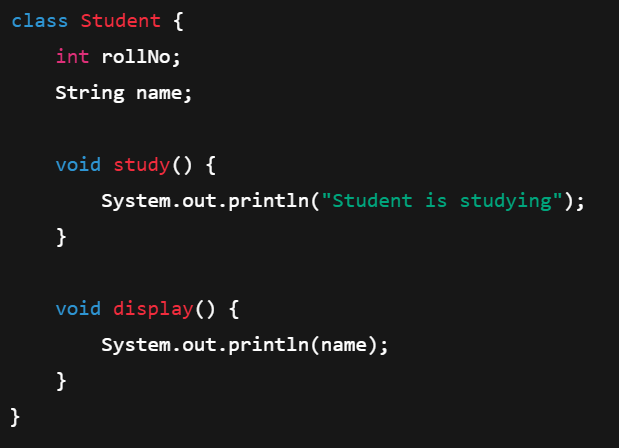 class Student {
    int rollNo;
    String name;

    void study() {
        System.out.println("Student is studying");
    }

    void display() {
        System.out.println(name);
    }
}